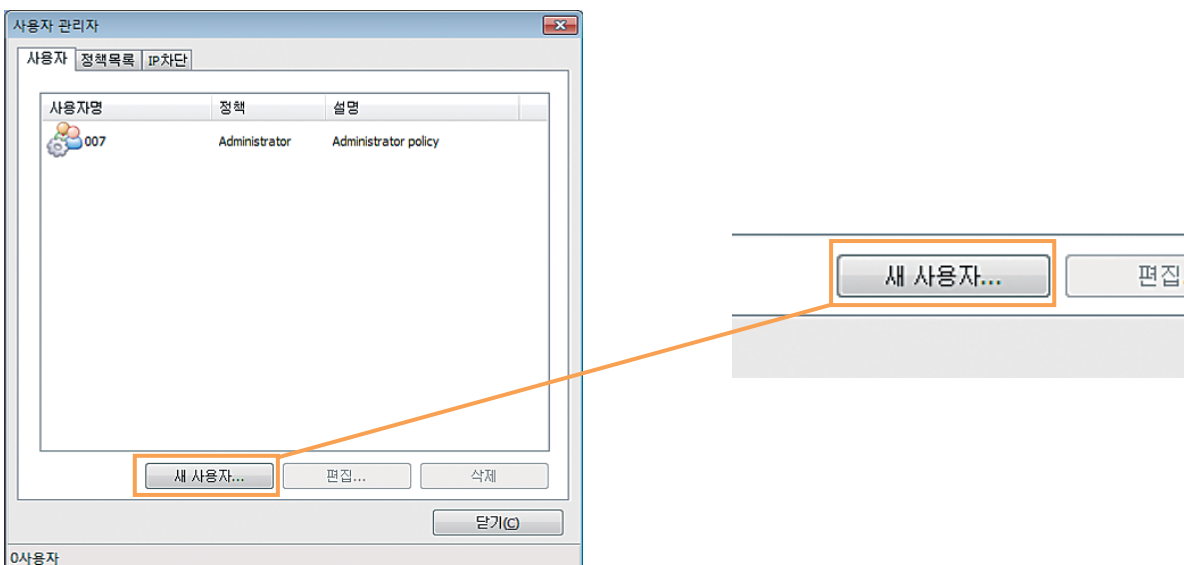 사용자 관리자
사용자 정책목록 IP차단
사용자명 정책 설명
007 Administrator Administrator policy
새 사용자... 편집... 삭제
닫기(C)
0사용자
새 사용자... 편집